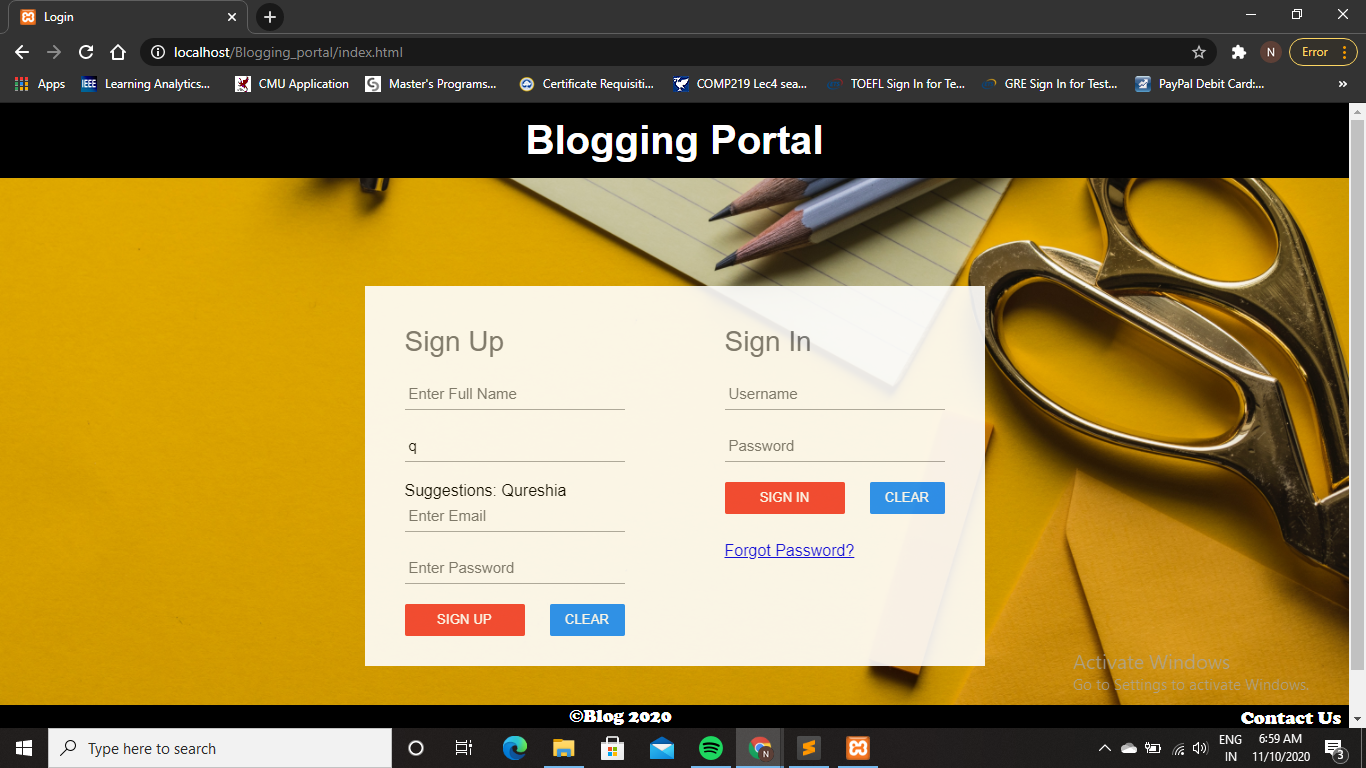 Login
localhost/Blogging_portal/index.html
N
Error
Apps
IEEE Learning Analytics...
CMU Application
Master's Programs...
Certificate Requisiti...
COMP219 Lec4 sea...
TOEFL Sign In for Te...
GRE Sign In for Test...
PayPal Debit Card:...
»
Blogging Portal
Sign Up
Enter Full Name
q
Suggestions: Qureshia
Enter Email
Enter Password
SIGN UP CLEAR
Sign In
Username
Password
SIGN IN CLEAR
Forgot Password?
Activate Windows
Go to Settings to activate Windows.
©Blog 2020
Contact Us
Type here to search
N
ENG
IN
6:59 AM
11/10/2020
3